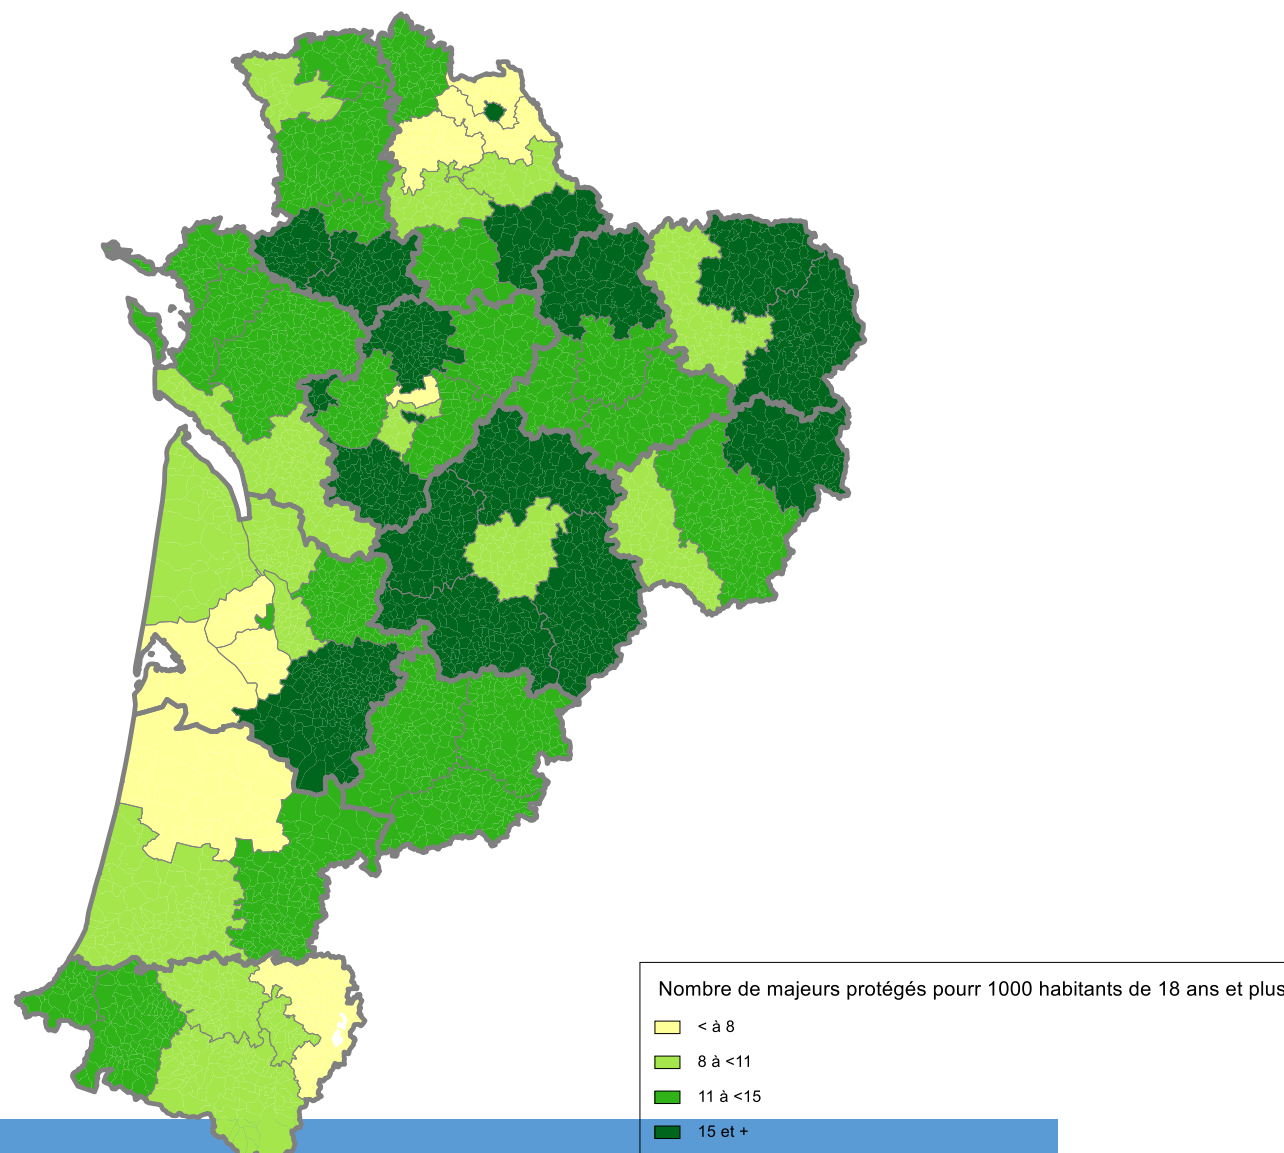 Nombre de majeurs protégés pourr 1000 habitants de 18 ans et plus
< à 8
8 à <11
11 à <15
15 et +